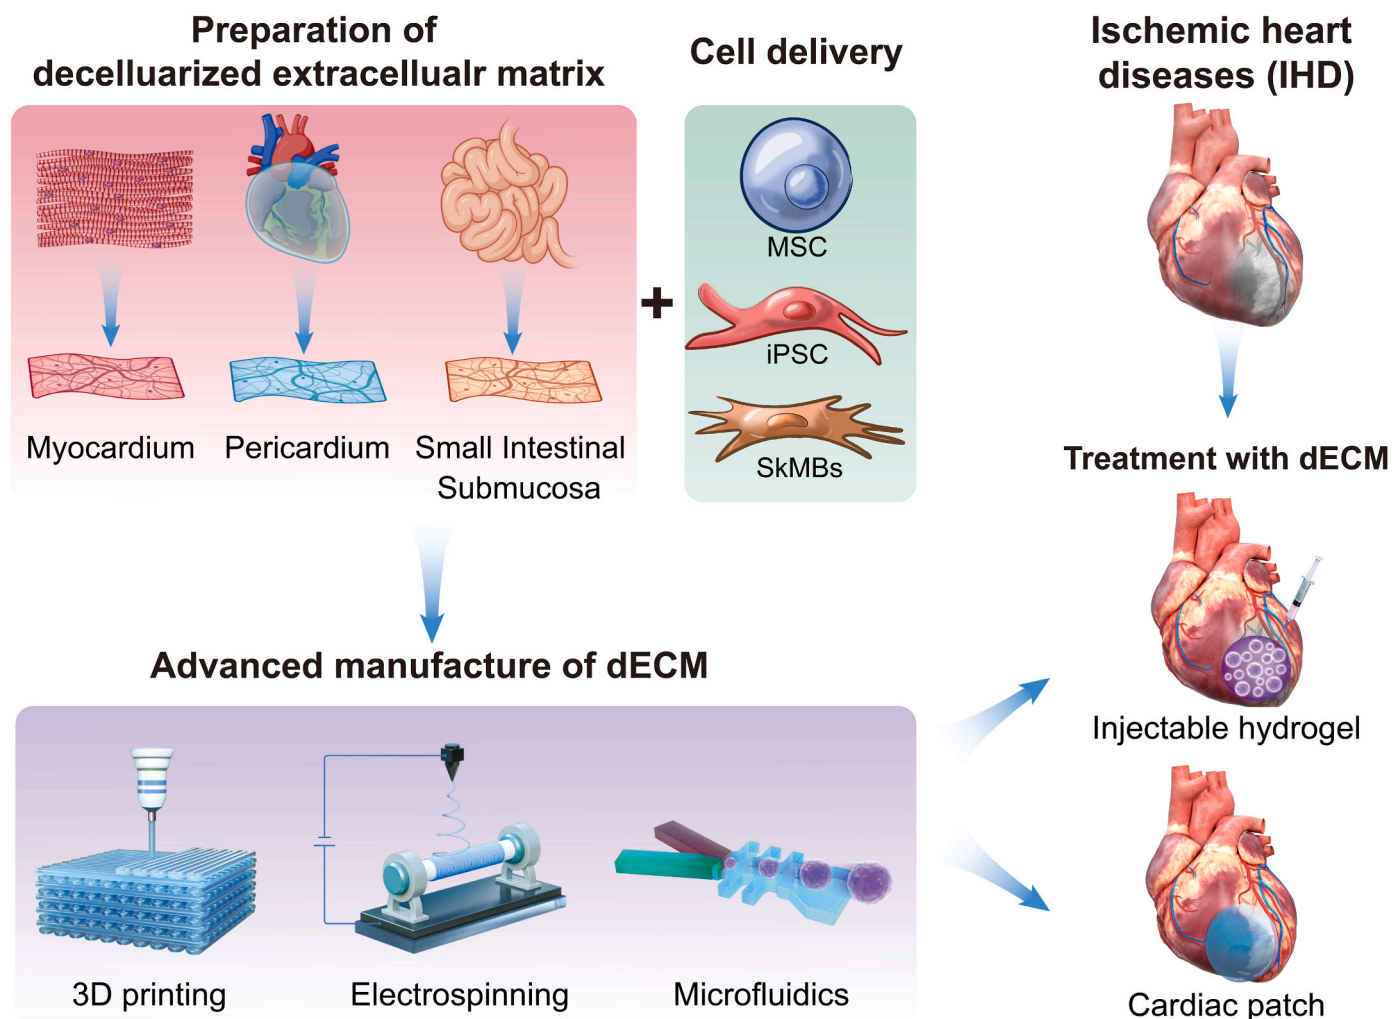 Preparation of
decelluarized extracellualr matrix
Myocardium
Pericardium
Small Intestinal
Submucosa
+
Cell delivery
MSC
iPSC
SkMBs
Advanced manufacture of dECM
3D printing
Electrospinning
Microfluidics
Ischemic heart
diseases (IHD)
Treatment with dECM
Injectable hydrogel
Cardiac patch